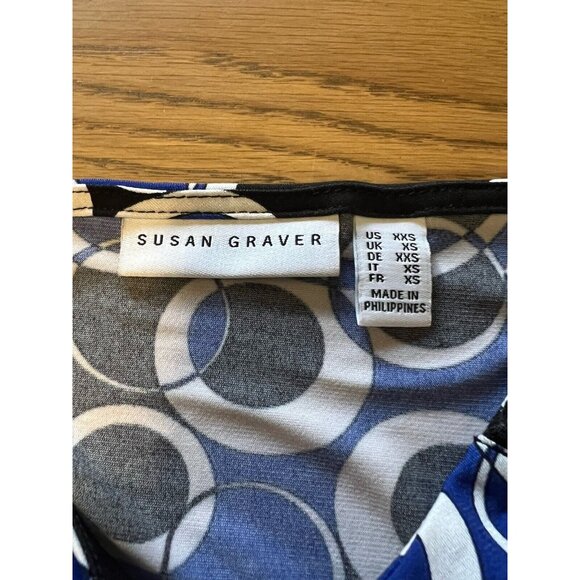 SUSAN GRAVER
US XXS
UK XS
DE XXS
IT XS
FR XS
MADE IN
PHILIPPINES